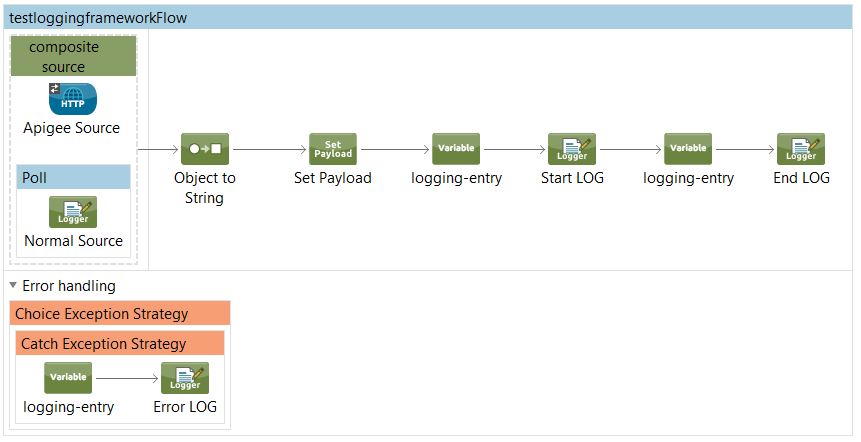 testloggingframeworkFlow
composite
source
HTTP
Apigee Source
Poll
Logger
Normal Source
Object to
String
Set
Payload
Set Payload
Variable
logging-entry
Logger
Start LOG
Variable
logging-entry
Logger
End LOG
Error handling
Choice Exception Strategy
Catch Exception Strategy
Variable
logging-entry
Logger
Error LOG